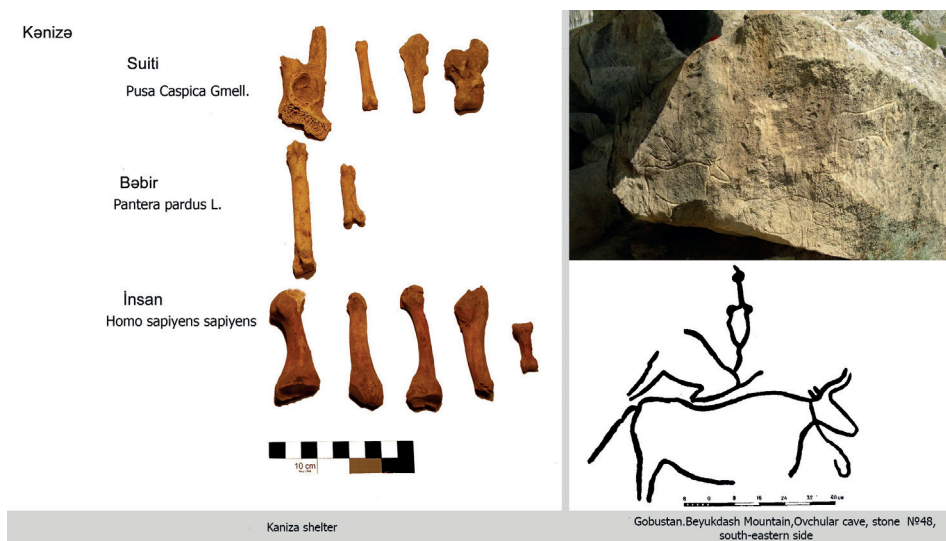 Kənizə
Suiti
Pusa Caspica Gmell.
Bəbir
Pantera pardus L.
İnsan
Homo sapiyens sapiyens
10 cm
8 0 8 16 24 32 40 cm
Kaniza shelter
Gobustan.Beyukdash Mountain,Ovchular cave, stone №48,
south-eastern side